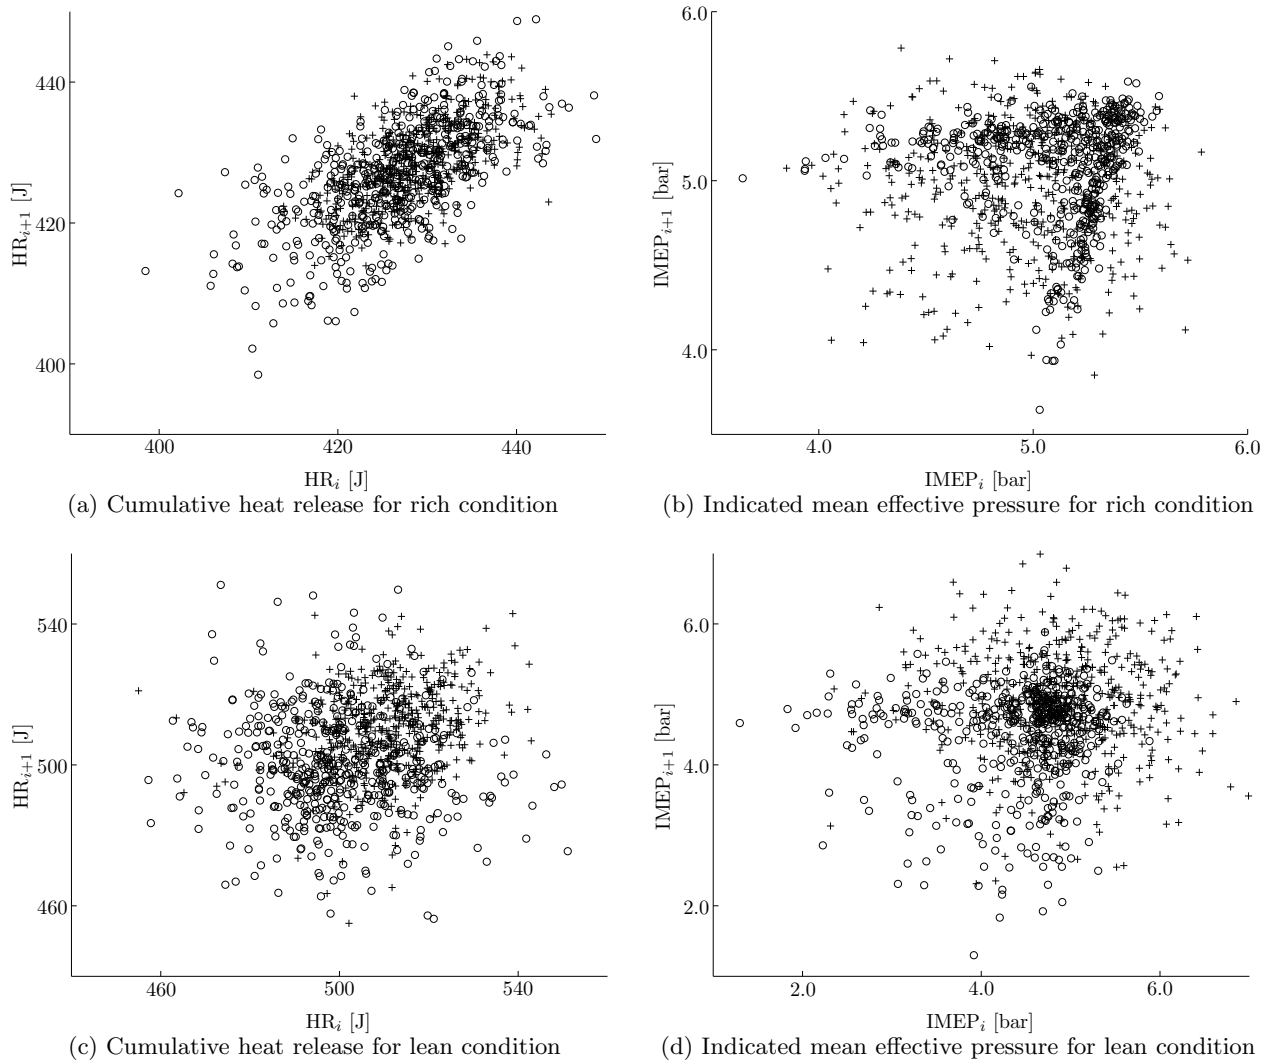 440
420
400
HR_{i+1} [J]
400 420 440
HR_i [J]
(a) Cumulative heat release for rich condition
6.0
5.0
4.0
IMEP_{i+1} [bar]
4.0 5.0 6.0
IMEP_i [bar]
(b) Indicated mean effective pressure for rich condition
540
500
460
HR_{i+1} [J]
460 500 540
HR_i [J]
(c) Cumulative heat release for lean condition
6.0
4.0
2.0
IMEP_{i+1} [bar]
2.0 4.0 6.0
IMEP_i [bar]
(d) Indicated mean effective pressure for lean condition